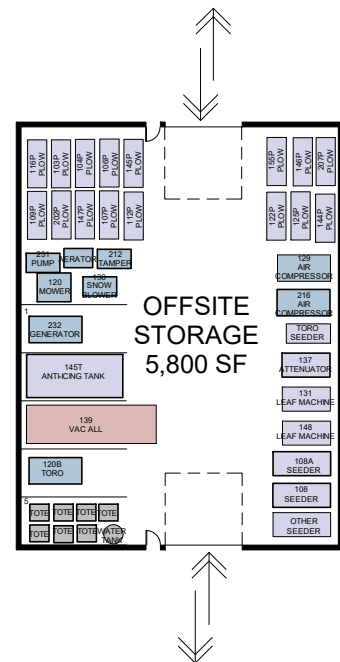 116P PLOW
103P PLOW
104P PLOW
106P PLOW
145P PLOW
109P PLOW
202P PLOW
147P PLOW
107P PLOW
112P PLOW
155P PLOW
146P PLOW
207P PLOW
122P PLOW
125P PLOW
144P PLOW
231
PUMP
AERATOR
212
TAMPER
120
MOWER
136
SNOW
BLOWER
129
AIR
COMPRESSOR
216
AIR
COMPRESSOR
1
232
GENERATOR
OFFSITE
STORAGE
5,800 SF
TORO
SEEDER
145T
ANTI-ICING TANK
137
ATTENUATOR
131
LEAF MACHINE
139
VAC ALL
148
LEAF MACHINE
120B
TORO
108A
SEEDER
108
SEEDER
5
TOTE
TOTE
TOTE
TOTE
TOTE
TOTE
TOTE
WATER
TANK
OTHER
SEEDER